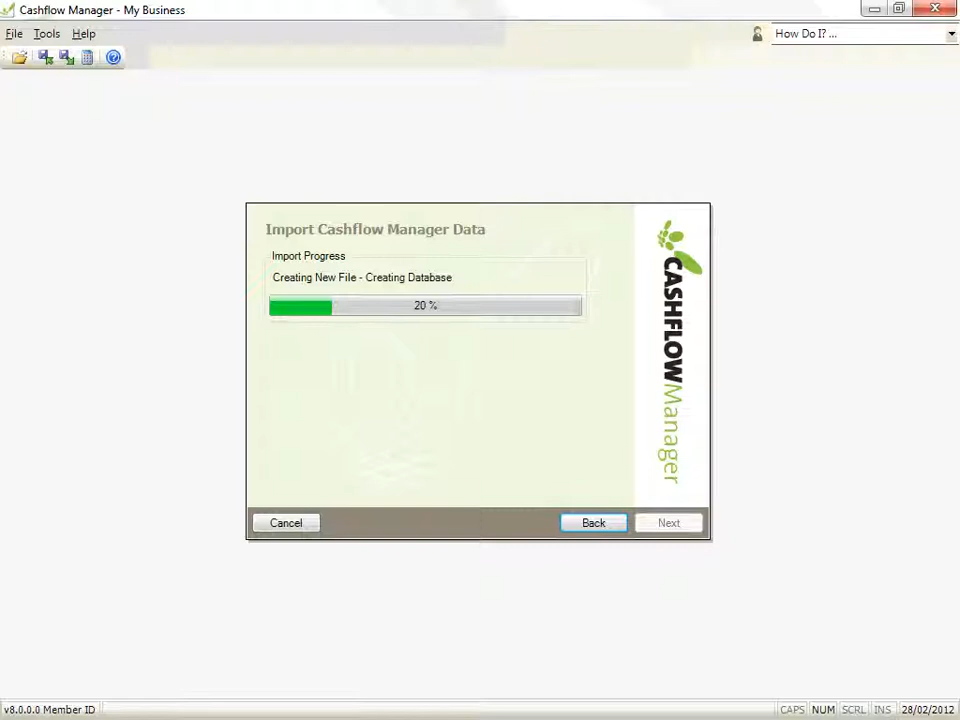 Cashflow Manager - My Business
File Tools Help
How Do I? ...
Import Cashflow Manager Data
Import Progress
Creating New File - Creating Database
20 %
CASHFLOW Manager
Cancel
Back
Next
v8.0.0.0 Member ID
CAPS NUM SCRL INS 28/02/2012